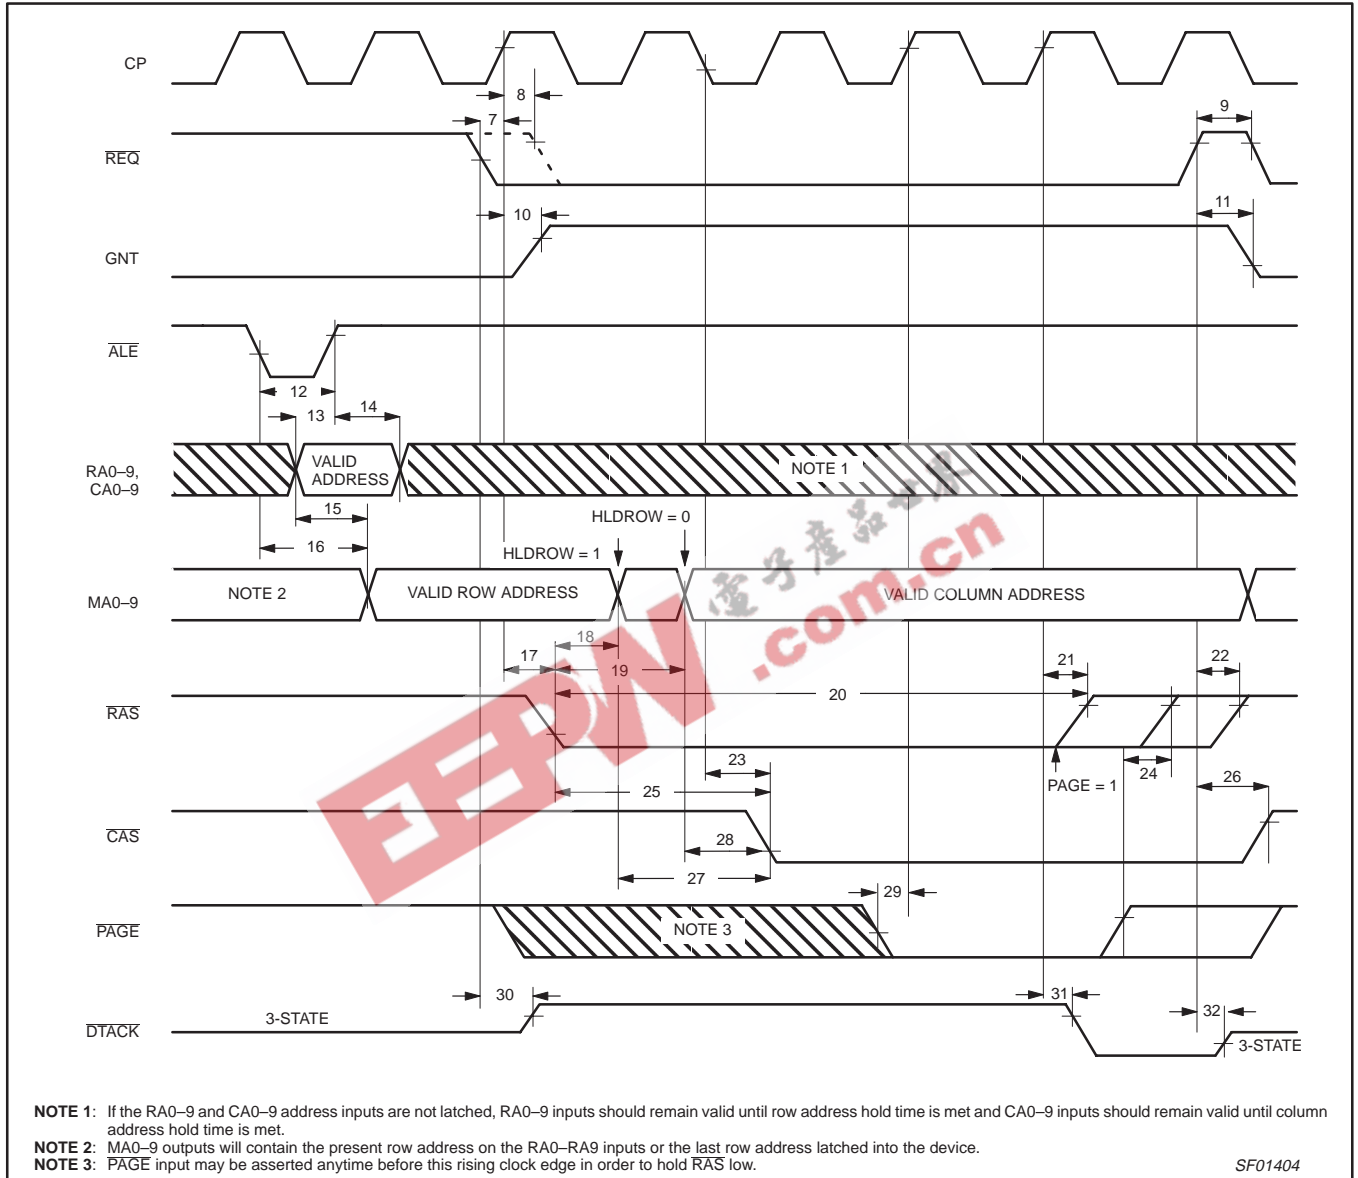 CP
8
7
9
REQ
10
11
GNT
ALE
12
13
14
RA0–9,
CA0–9
VALID
ADDRESS
NOTE 1
15
16
HLDROW = 0
HLDROW = 1
MA0–9
NOTE 2
VALID ROW ADDRESS
VALID COLUMN ADDRESS
17
18
19
20
21
22
RAS
23
24
25
26
PAGE = 1
CAS
28
27
29
PAGE
NOTE 3
30
31
32
DTACK
3-STATE
3-STATE
EEPW
電子產品世界
.com.cn
NOTE 1: If the RA0–9 and CA0–9 address inputs are not latched, RA0–9 inputs should remain valid until row address hold time is met and CA0–9 inputs should remain valid until column
address hold time is met.
NOTE 2: MA0–9 outputs will contain the present row address on the RA0–RA9 inputs or the last row address latched into the device.
NOTE 3: PAGE input may be asserted anytime before this rising clock edge in order to hold RAS low.
SF01404